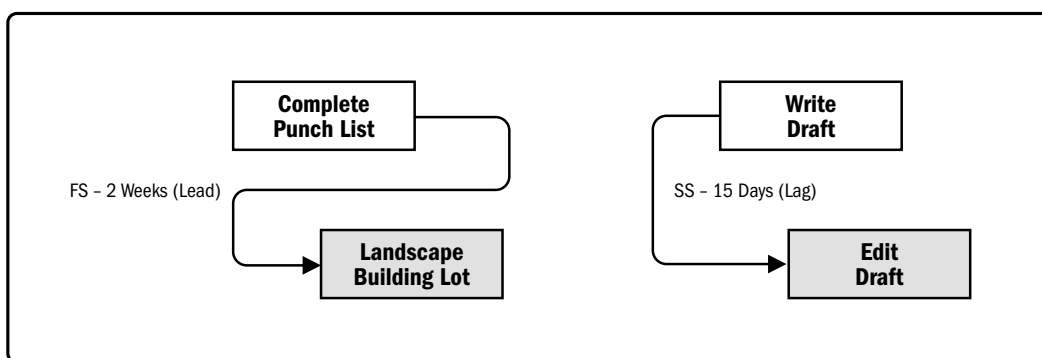 Complete
Punch List
FS – 2 Weeks (Lead)
Landscape
Building Lot
Write
Draft
SS – 15 Days (Lag)
Edit
Draft